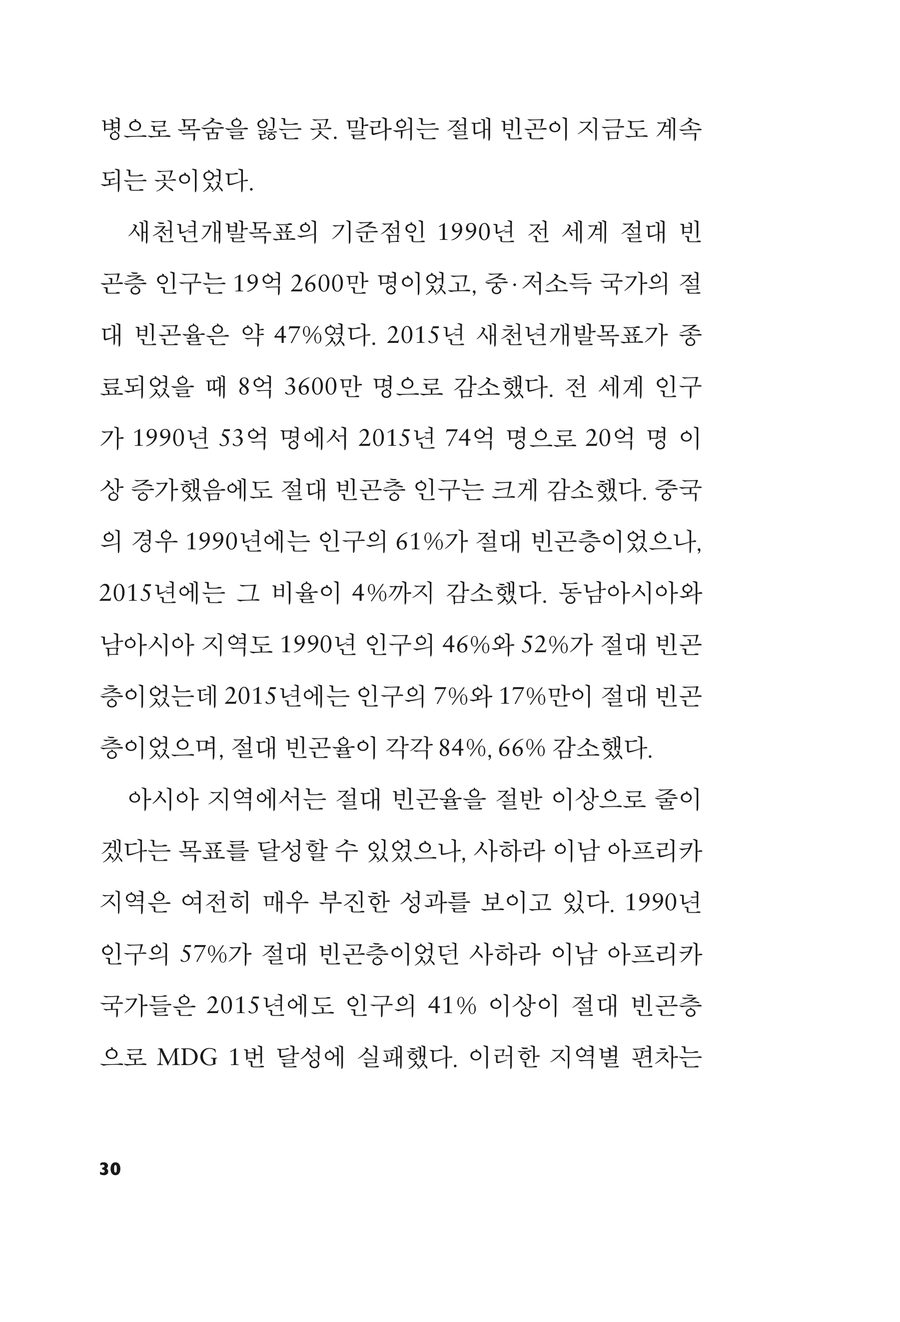 병으로 목숨을 잃는 곳. 말라위는 절대 빈곤이 지금도 계속
되는 곳이었다.
새천년개발목표의 기준점인 1990년 전 세계 절대 빈
곤층 인구는 19억 2600만 명이었고, 중·저소득 국가의 절
대 빈곤율은 약 47%였다. 2015년 새천년개발목표가 종
료되었을 때 8억 3600만 명으로 감소했다. 전 세계 인구
가 1990년 53억 명에서 2015년 74억 명으로 20억 명 이
상 증가했음에도 절대 빈곤층 인구는 크게 감소했다. 중국
의 경우 1990년에는 인구의 61%가 절대 빈곤층이었으나,
2015년에는 그 비율이 4%까지 감소했다. 동남아시아와
남아시아 지역도 1990년 인구의 46%와 52%가 절대 빈곤
층이었는데 2015년에는 인구의 7%와 17%만이 절대 빈곤
층이었으며, 절대 빈곤율이 각각 84%, 66% 감소했다.
아시아 지역에서는 절대 빈곤율을 절반 이상으로 줄이
겠다는 목표를 달성할 수 있었으나, 사하라 이남 아프리카
지역은 여전히 매우 부진한 성과를 보이고 있다. 1990년
인구의 57%가 절대 빈곤층이었던 사하라 이남 아프리카
국가들은 2015년에도 인구의 41% 이상이 절대 빈곤층
으로 MDG 1번 달성에 실패했다. 이러한 지역별 편차는
30